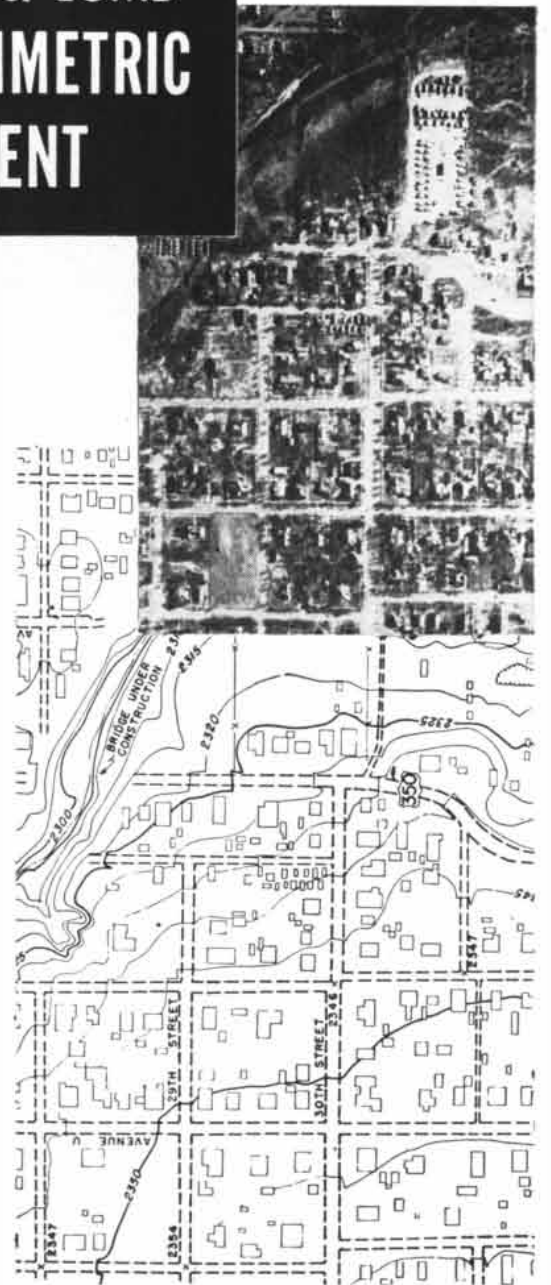 IMETRIC
ENT
2315
BRIDGE UNDER
CONSTRUCTION
2320
2325
2300
350
2347
29TH STREET
30TH STREET
2346
AVENUE U
2330
2347
2354